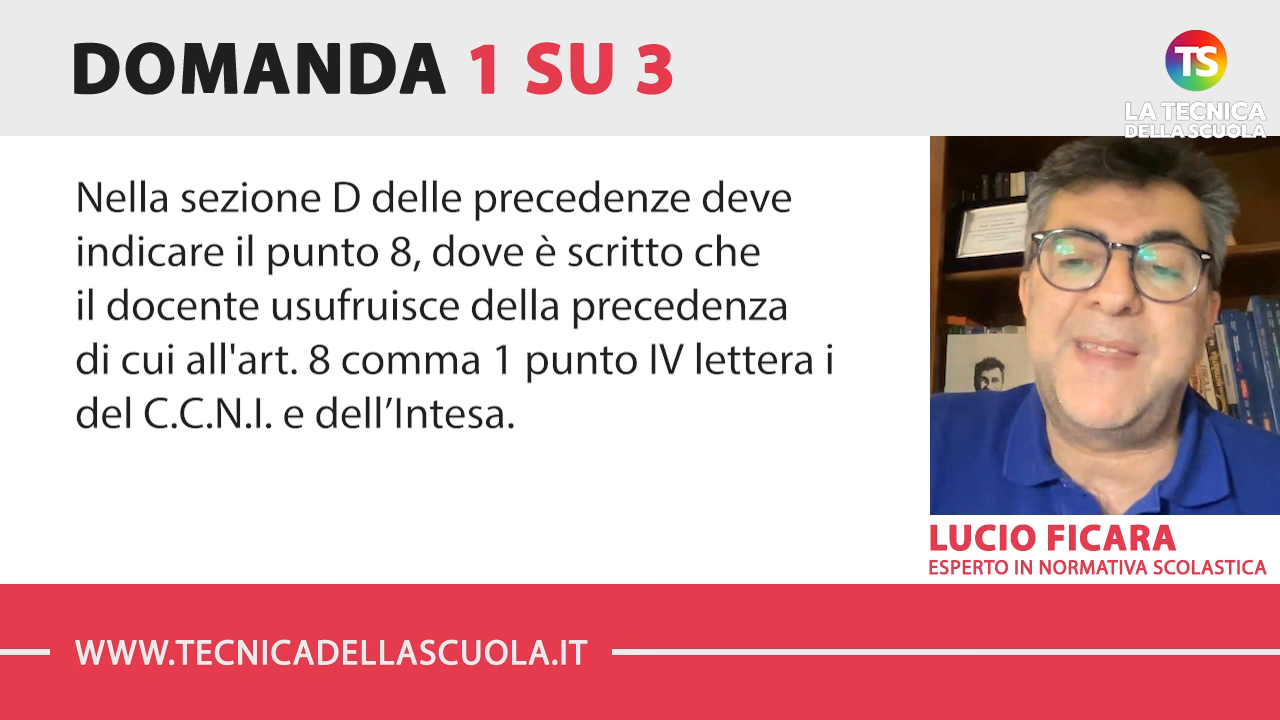 DOMANDA 1 SU 3
TS
LA TECNICA
DELLA SCUOLA
Nella sezione D delle precedenze deve
indicare il punto 8, dove è scritto che
il docente usufruisce della precedenza
di cui all'art. 8 comma 1 punto IV lettera i
del C.C.N.I. e dell’Intesa.
LUCIO FICARA
ESPERTO IN NORMATIVA SCOLASTICA
WWW.TECNICADELLASCUOLA.IT